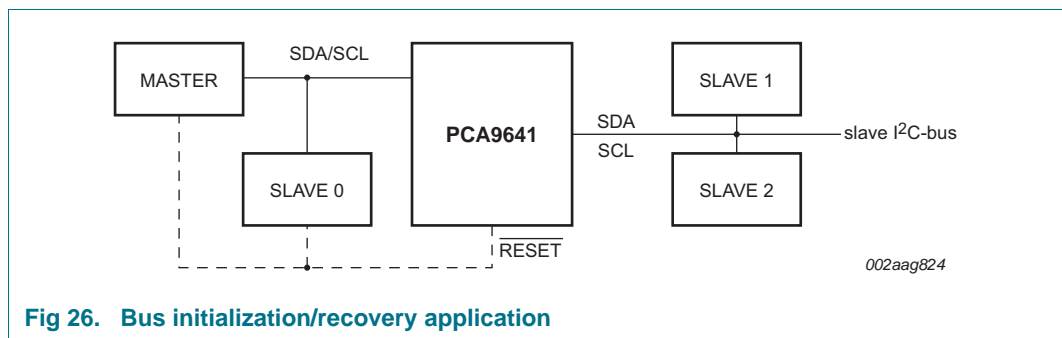 SDA/SCL
MASTER
SLAVE 0
PCA9641
RESET
SDA
SCL
SLAVE 1
SLAVE 2
slave I²C-bus
002aag824
Fig 26. Bus initialization/recovery application